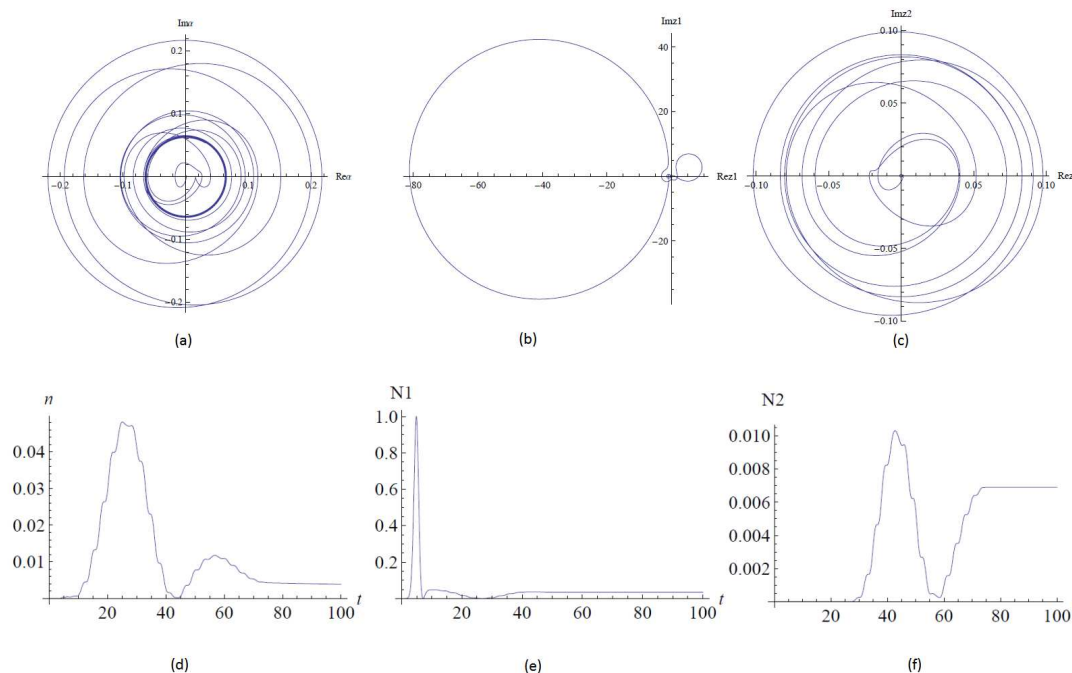 Imα
0.2
0.1
−0.2 −0.1 0.1 0.2 Reα
−0.1
−0.2
(a)
40
Imz1
20
−80 −60 −40 −20 Rez1
−20
(b)
Imz2
0.10
0.05
−0.10 −0.05 0.05 0.10 Rez
−0.05
−0.10
(c)
n
0.04
0.03
0.02
0.01
20 40 60 80 100
t
(d)
N1
1.0
0.8
0.6
0.4
0.2
20 40 60 80 100
t
(e)
N2
0.010
0.008
0.006
0.004
0.002
20 40 60 80 100
(f)